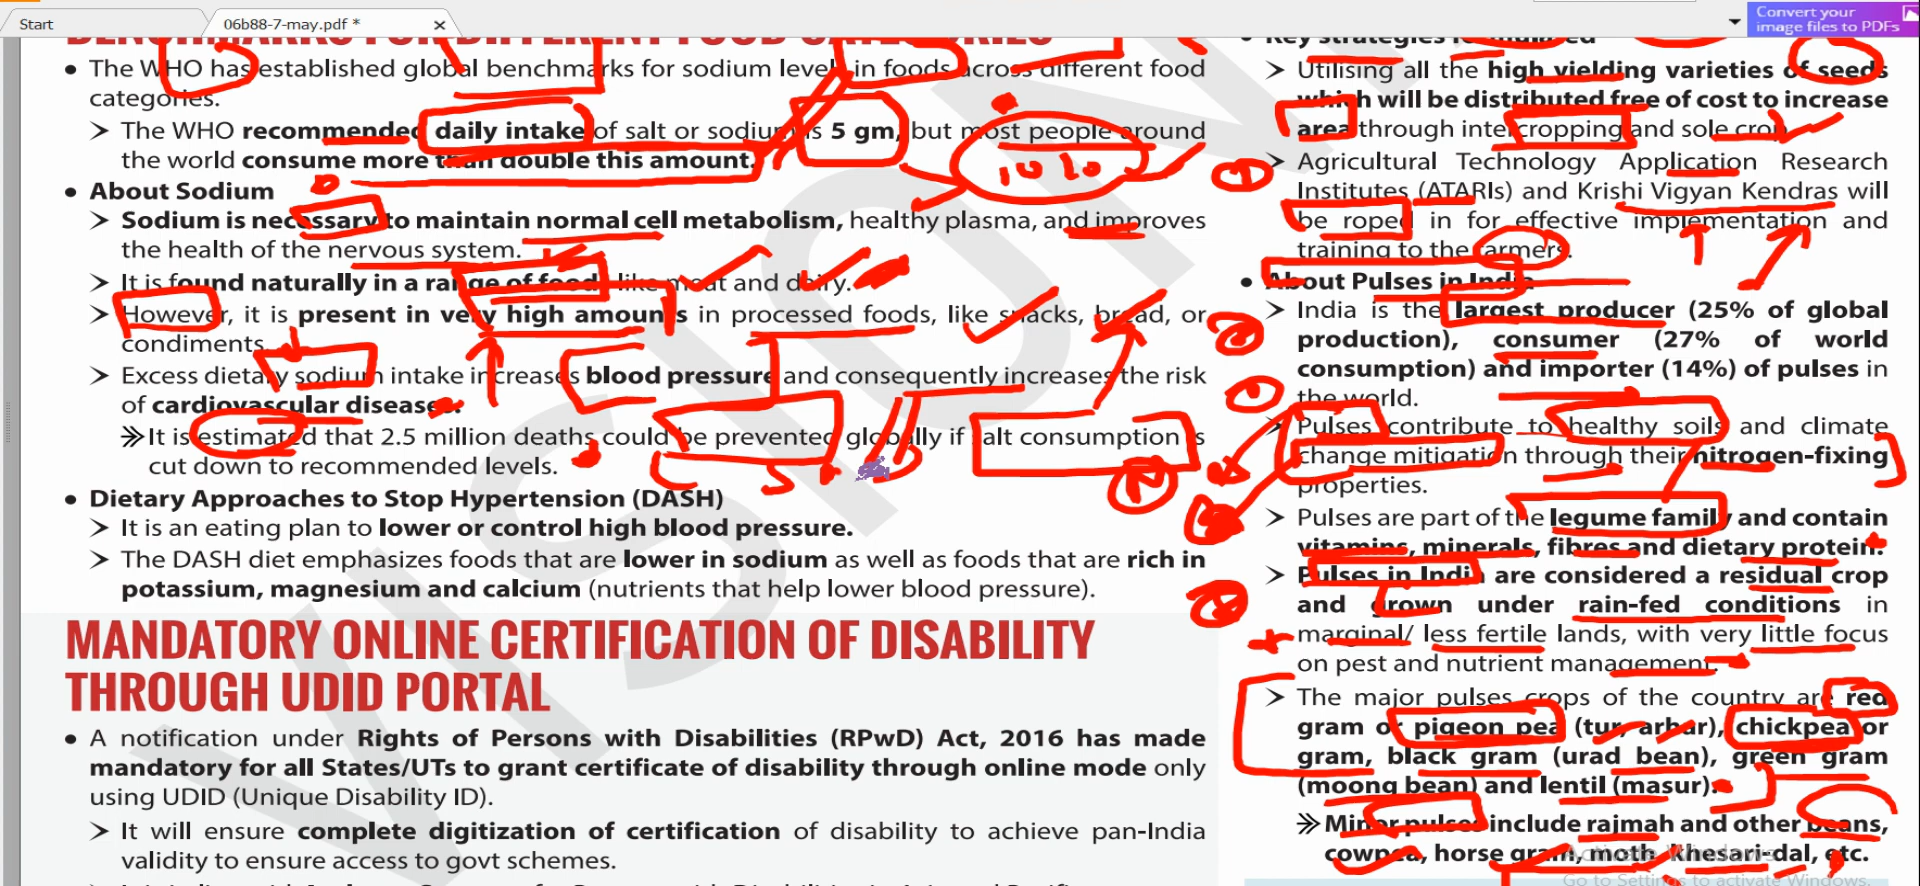 Start
06b88-7-may.pdf *
Convert your
image files to PDFs
BENCHMARKS FOR DIFFERENT FOOD CATEGORIES
• The WHO has established global benchmarks for sodium levels in foods across different food
categories.
➤ The WHO recommended daily intake of salt or sodium is 5 gm, but most people around
the world consume more than double this amount.
10 20
• About Sodium
➤ Sodium is necessary to maintain normal cell metabolism, healthy plasma, and improves
the health of the nervous system.
➤ It is found naturally in a range of foods like meat and dairy.
➤ However, it is present in very high amounts in processed foods, like snacks, bread, or
condiments.
➤ Excess dietary sodium intake increases blood pressure and consequently increases the risk
of cardiovascular disease.
≫ It is estimated that 2.5 million deaths could be prevented globally if salt consumption is
cut down to recommended levels.
• Dietary Approaches to Stop Hypertension (DASH)
➤ It is an eating plan to lower or control high blood pressure.
➤ The DASH diet emphasizes foods that are lower in sodium as well as foods that are rich in
potassium, magnesium and calcium (nutrients that help lower blood pressure).
MANDATORY ONLINE CERTIFICATION OF DISABILITY
THROUGH UDID PORTAL
• A notification under Rights of Persons with Disabilities (RPwD) Act, 2016 has made
mandatory for all States/UTs to grant certificate of disability through online mode only
using UDID (Unique Disability ID).
➤ It will ensure complete digitization of certification of disability to achieve pan-India
validity to ensure access to govt schemes.
• Key strategies formulated
➤ Utilising all the high yielding varieties of seeds
which will be distributed free of cost to increase
area through intercropping and sole crop.
➤ Agricultural Technology Application Research
Institutes (ATARIs) and Krishi Vigyan Kendras will
be roped in for effective implementation and
training to the farmers.
• About Pulses in India
➤ India is the largest producer (25% of global
production), consumer (27% of world
consumption) and importer (14%) of pulses in
the world.
➤ Pulses contribute to healthy soils and climate
change mitigation through their nitrogen-fixing
properties.
➤ Pulses are part of the legume family and contain
vitamins, minerals, fibres and dietary protein.
➤ Pulses in India are considered a residual crop
and grown under rain-fed conditions in
marginal/ less fertile lands, with very little focus
on pest and nutrient management.
➤ The major pulses crops of the country are red
gram or pigeon pea (tur, arhar), chickpea or
gram, black gram (urad bean), green gram
(moong bean) and lentil (masur).
≫ Minor pulses include rajmah and other beans,
cowpea, horse gram, moth, khesari dal, etc.
Activate Windows
Go to Settings to activate Windows.
VISION